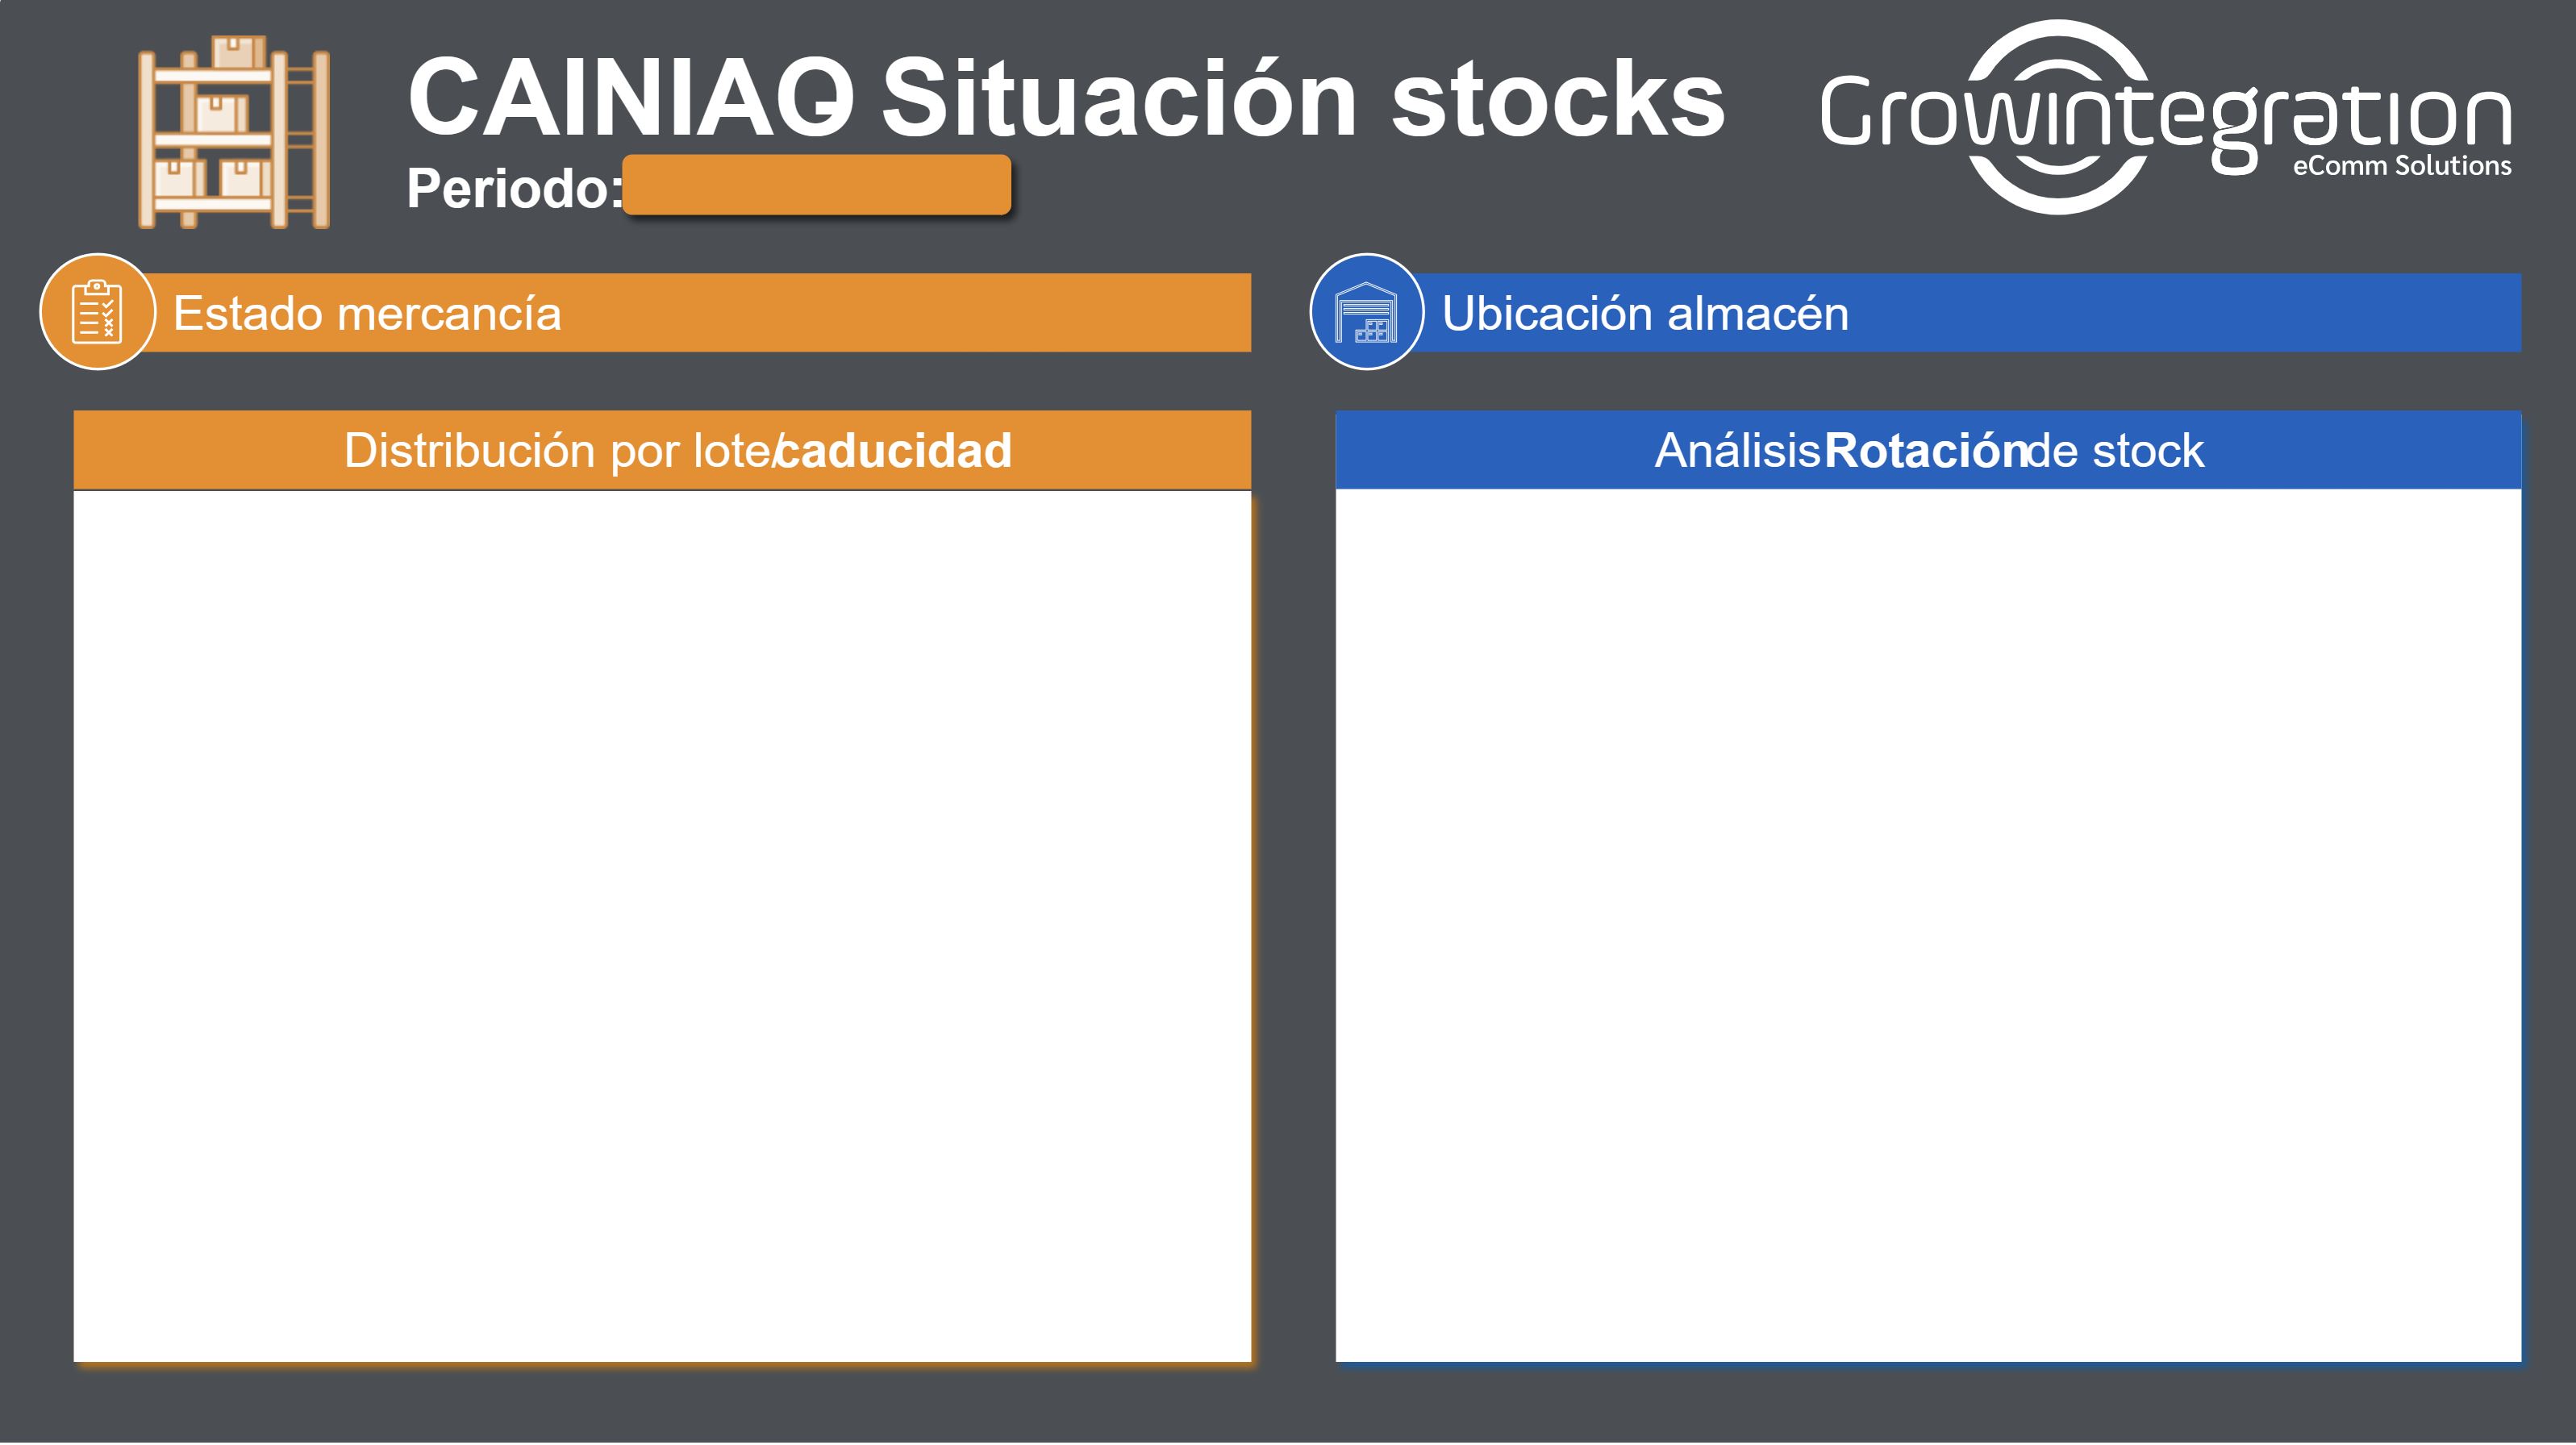 CAINIAO - Situación stocks
Growintegration
eComm Solutions
Periodo:
Estado mercancía
Ubicación almacén
Distribución por lote/caducidad
Análisis Rotación de stock